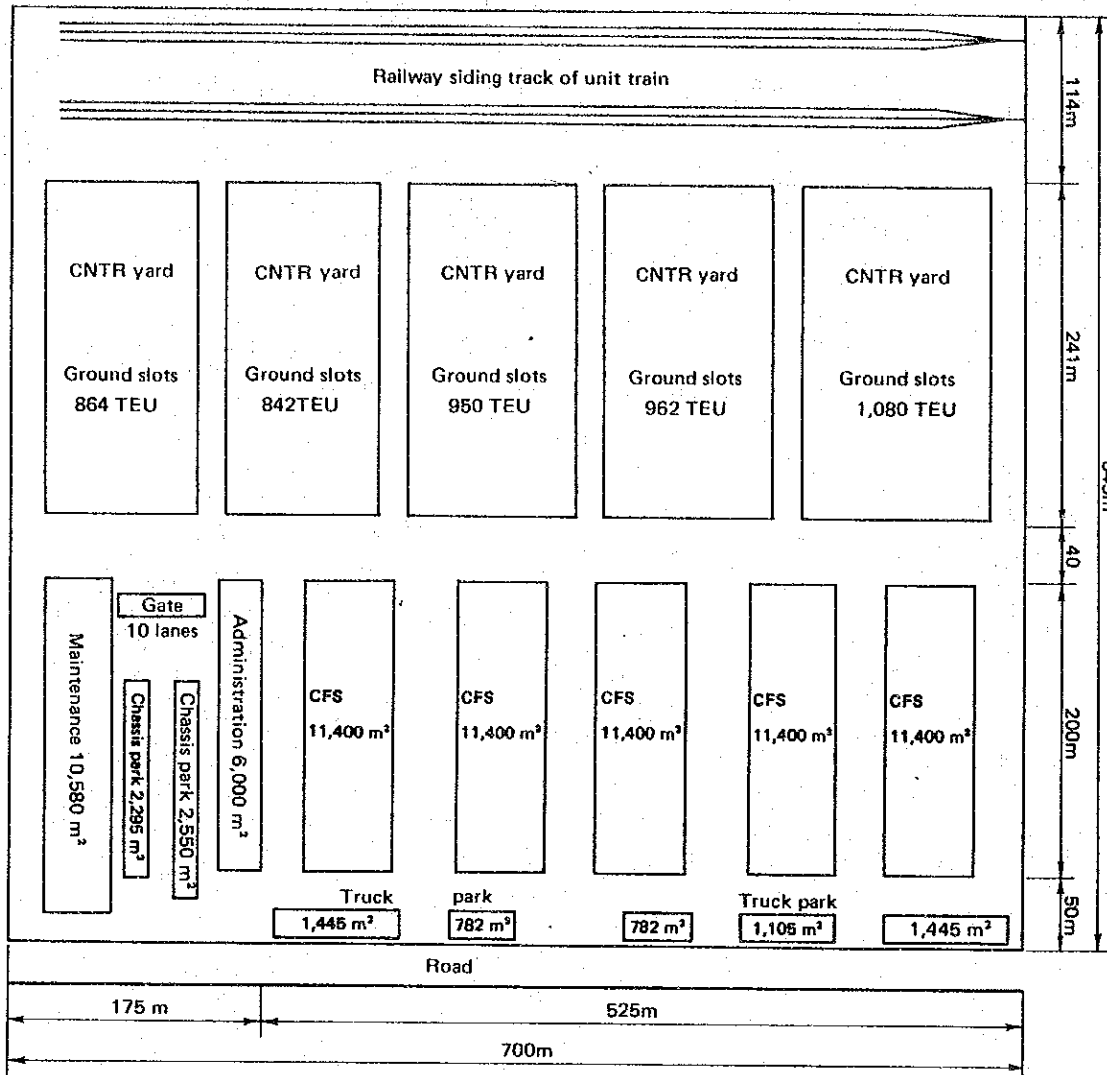 Railway siding track of unit train
114m
CNTR yard
Ground slots
864 TEU
CNTR yard
Ground slots
842TEU
CNTR yard
Ground slots
950 TEU
CNTR yard
Ground slots
962 TEU
CNTR yard
Ground slots
1,080 TEU
241m
40
Maintenance 10,580 m²
Gate
10 lanes
Chassis park 2,295 m²
Chassis park 2,550 m²
Administration 6,000 m²
CFS
11,400 m²
CFS
11,400 m²
CFS
11,400 m²
CFS
11,400 m²
CFS
11,400 m²
200m
Truck park
Truck park
1,445 m²
782 m²
782 m²
1,105 m²
1,445 m²
50m
Road
175 m
525m
700m